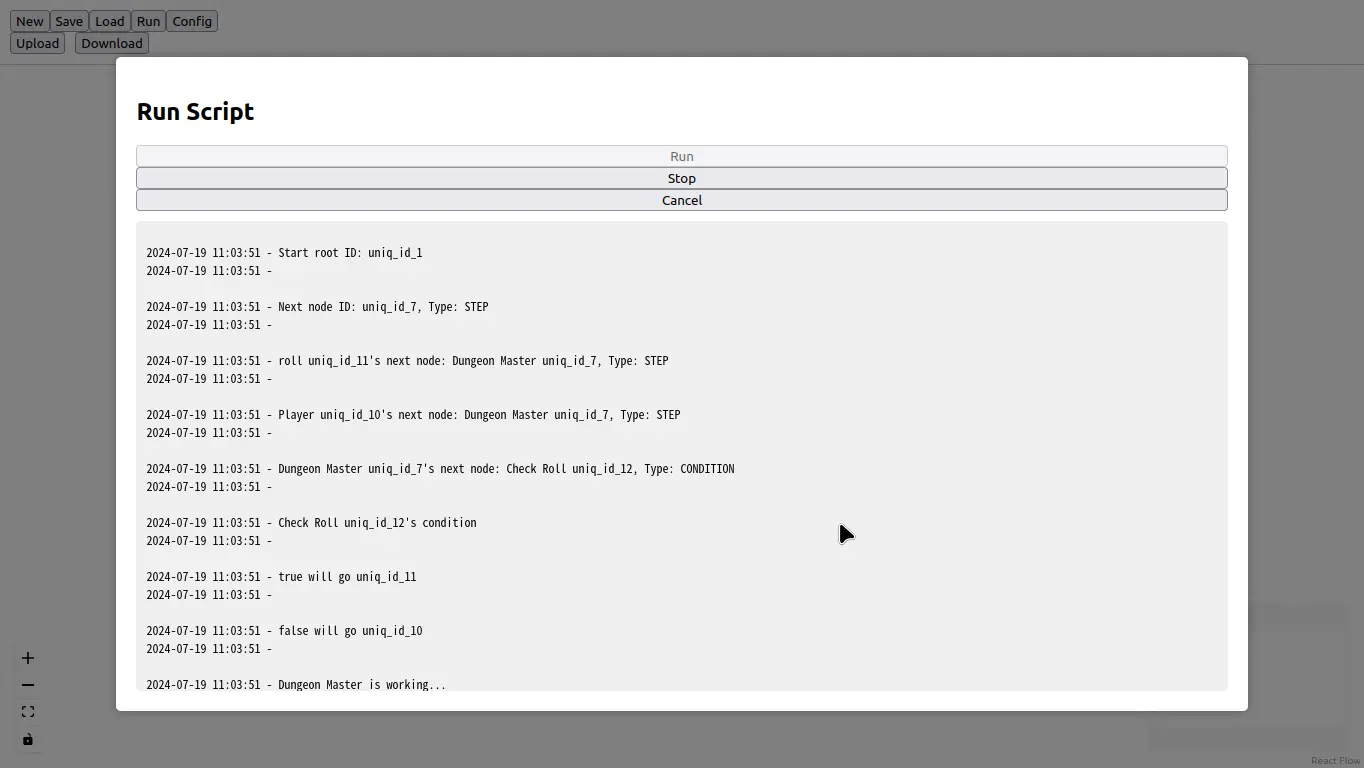 New Save Load Run Config
Upload Download
Run Script
Run
Stop
Cancel
2024-07-19 11:03:51 - Start root ID: uniq_id_1
2024-07-19 11:03:51 -
2024-07-19 11:03:51 - Next node ID: uniq_id_7, Type: STEP
2024-07-19 11:03:51 -
2024-07-19 11:03:51 - roll uniq_id_11's next node: Dungeon Master uniq_id_7, Type: STEP
2024-07-19 11:03:51 -
2024-07-19 11:03:51 - Player uniq_id_10's next node: Dungeon Master uniq_id_7, Type: STEP
2024-07-19 11:03:51 -
2024-07-19 11:03:51 - Dungeon Master uniq_id_7's next node: Check Roll uniq_id_12, Type: CONDITION
2024-07-19 11:03:51 -
2024-07-19 11:03:51 - Check Roll uniq_id_12's condition
2024-07-19 11:03:51 -
2024-07-19 11:03:51 - true will go uniq_id_11
2024-07-19 11:03:51 -
2024-07-19 11:03:51 - false will go uniq_id_10
2024-07-19 11:03:51 -
2024-07-19 11:03:51 - Dungeon Master is working...
React Flow